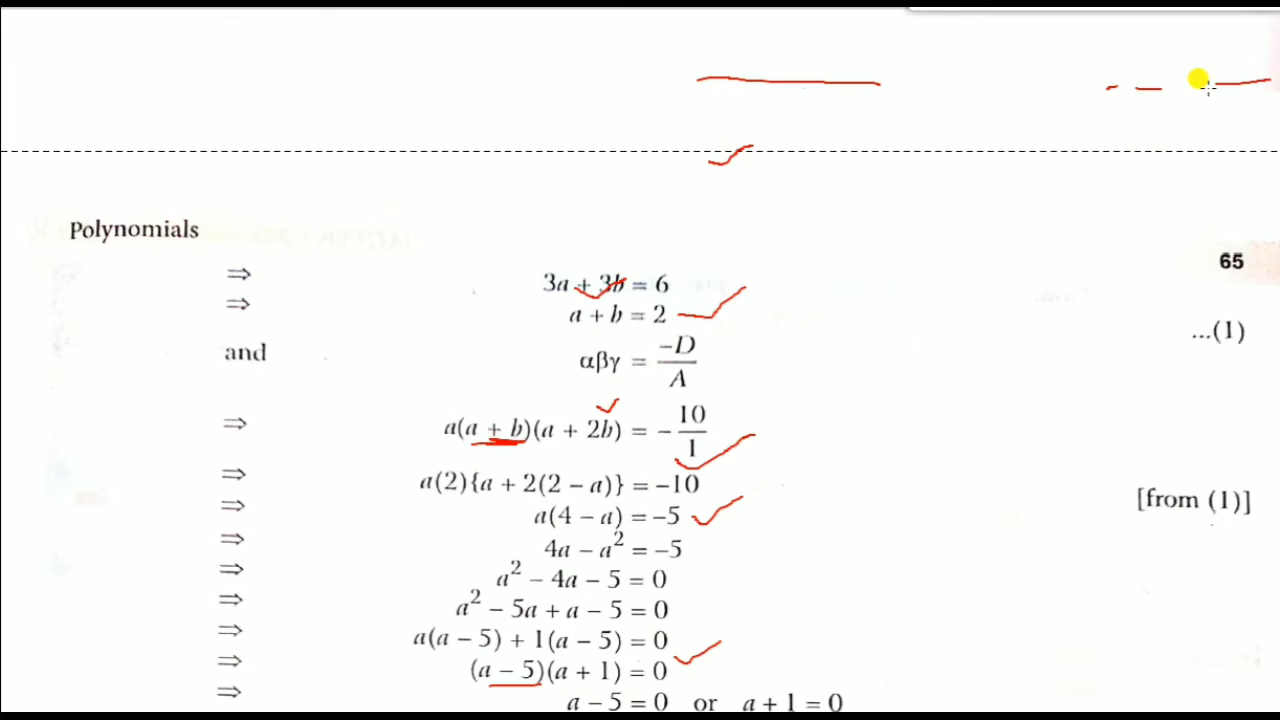 Polynomials
65
⇒ 3a + 3b = 6
⇒ a + b = 2 ...(1)
and αβγ = −D/A
⇒ a(a + b)(a + 2b) = −10/1
⇒ a(2){a + 2(2 − a)} = −10 [from (1)]
⇒ a(4 − a) = −5
⇒ 4a − a² = −5
⇒ a² − 4a − 5 = 0
⇒ a² − 5a + a − 5 = 0
⇒ a(a − 5) + 1(a − 5) = 0
⇒ (a − 5)(a + 1) = 0
⇒ a − 5 = 0 or a + 1 = 0